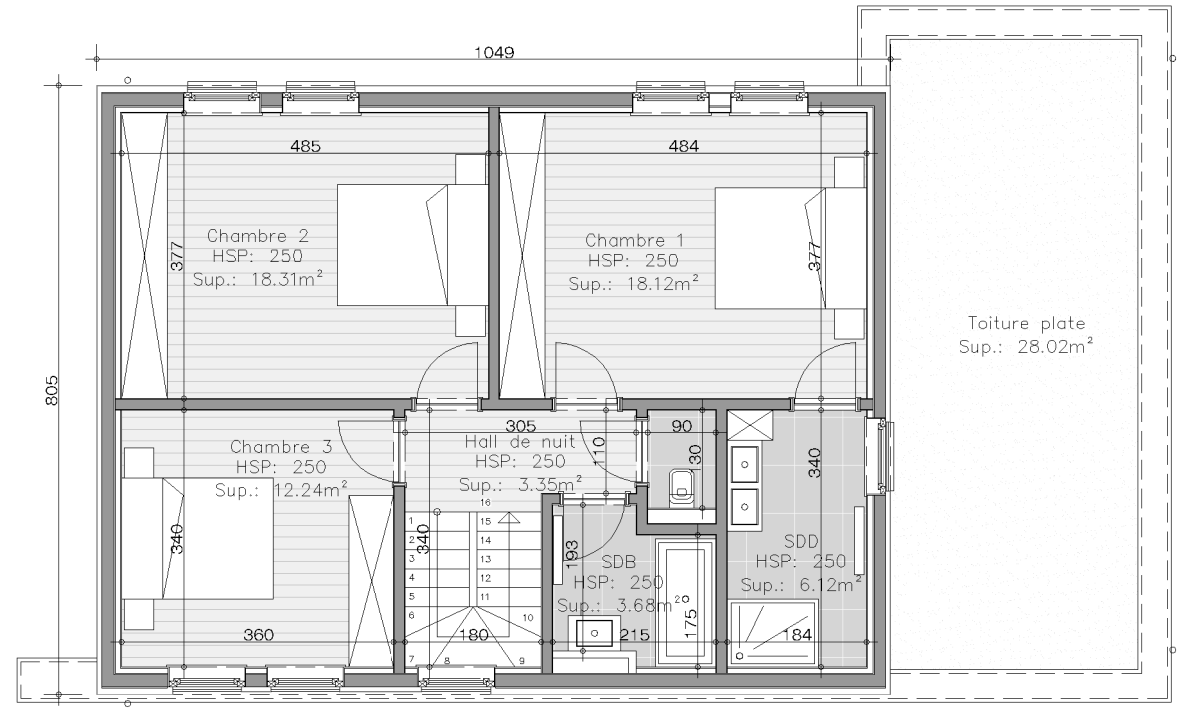 1049
485
484
Chambre 2
HSP: 250
Sup.: 18.31m²
377
Chambre 1
HSP: 250
Sup.: 18.12m²
377
Toiture plate
Sup.: 28.02m²
805
305
90
Chambre 3
HSP: 250
Sup.: 12.24m²
Hall de nuit
HSP: 250
Sup.: 3.35m²
110
130
340
340
340
16
1
15
2
14
3
13
4
12
5
11
6
10
7
8
9
193
SDB
HSP: 250
Sup.: 3.68m²
SDD
HSP: 250
Sup.: 6.12m²
175
360
180
215
184